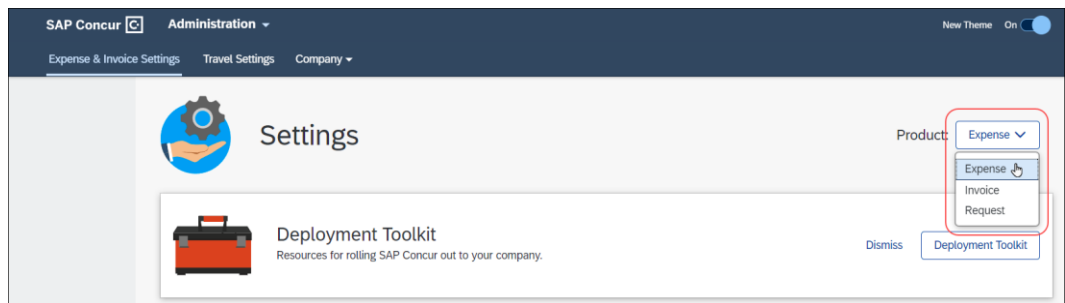 SAP Concur Administration
New Theme On
Expense & Invoice Settings Travel Settings Company
Settings
Product: Expense
Expense
Invoice
Request
Deployment Toolkit
Resources for rolling SAP Concur out to your company.
Dismiss Deployment Toolkit